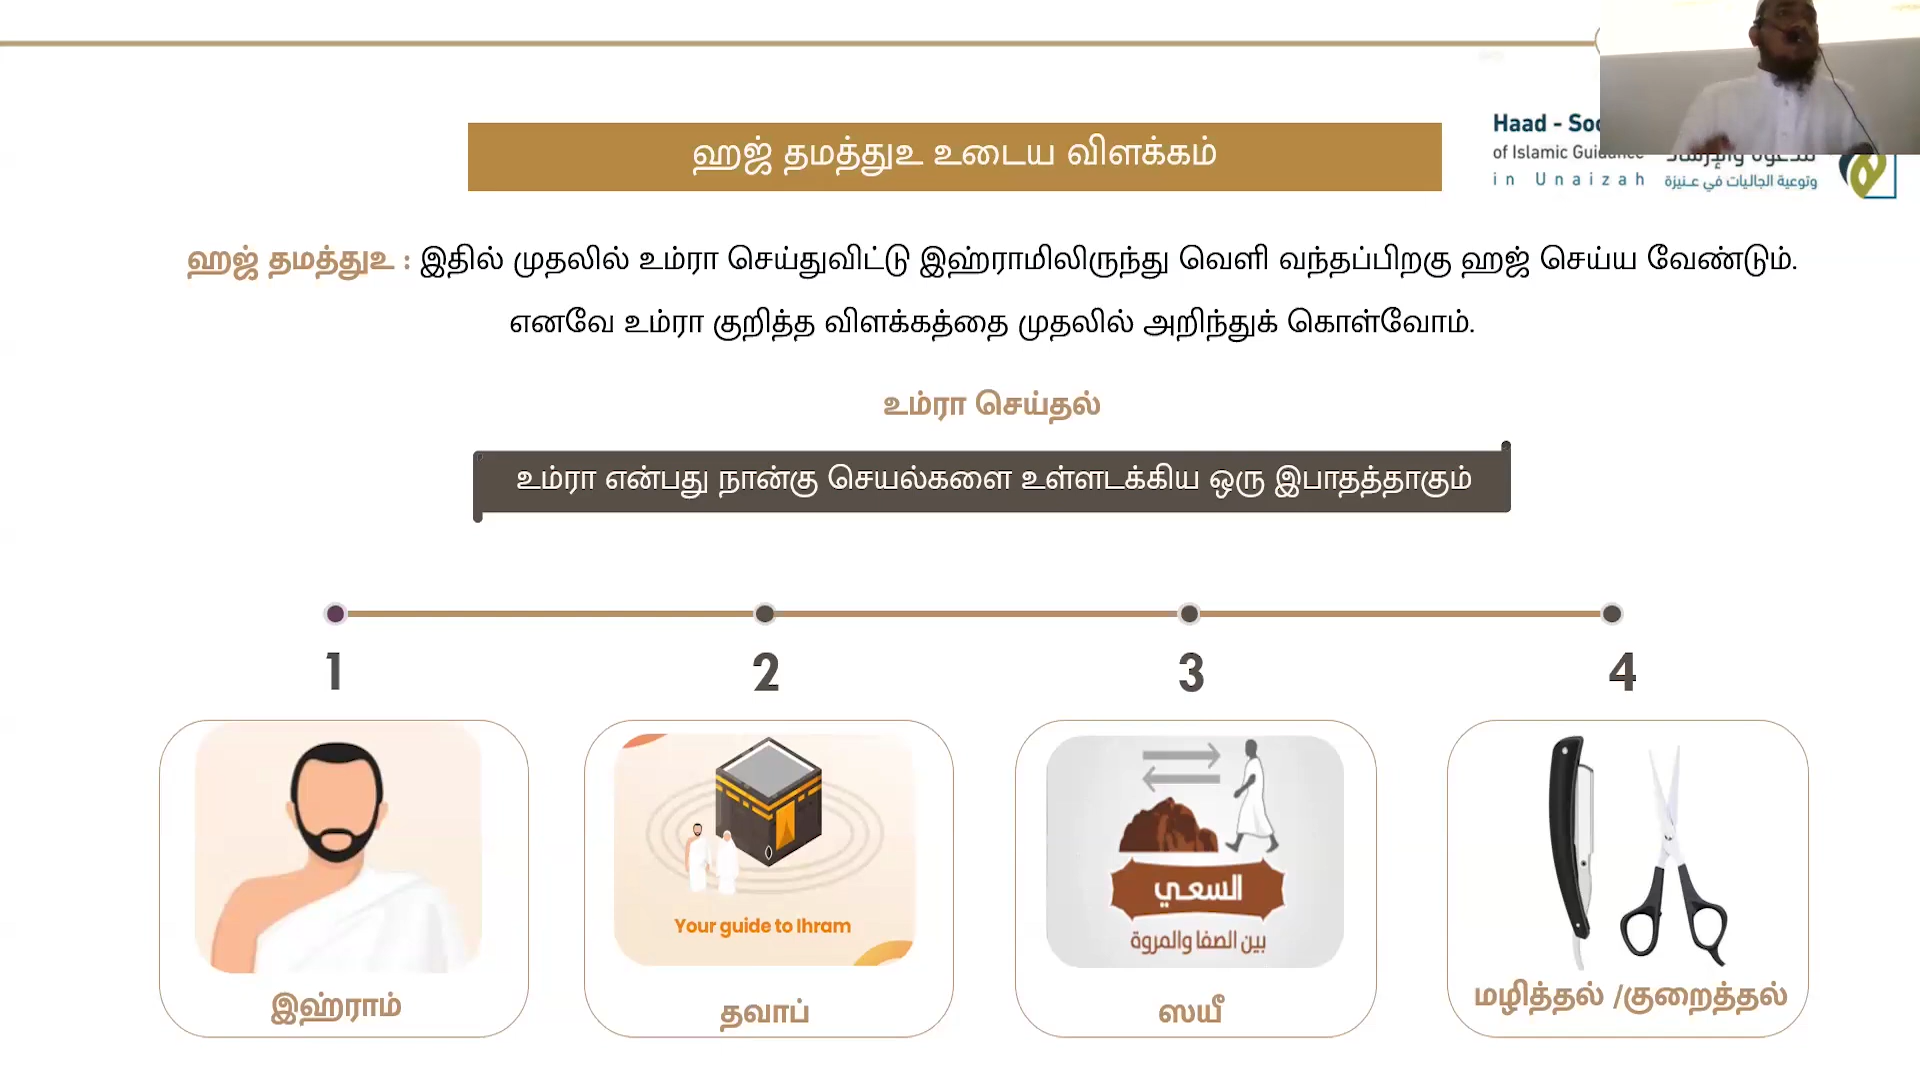 ஹஜ் தமத்துஉ உடைய விளக்கம்
Haad - Soc
of Islamic Guidance
in Unaizah
للدعوة والإرشاد
وتوعية الجاليات في عنيزة
ஹஜ் தமத்துஉ : இதில் முதலில் உம்ரா செய்துவிட்டு இஹ்ராமிலிருந்து வெளி வந்தப்பிறகு ஹஜ் செய்ய வேண்டும்.
எனவே உம்ரா குறித்த விளக்கத்தை முதலில் அறிந்துக் கொள்வோம்.
உம்ரா செய்தல்
உம்ரா என்பது நான்கு செயல்களை உள்ளடக்கிய ஒரு இபாதத்தாகும்
1
2
3
4
Your guide to Ihram
السعي
بين الصفا والمروة
இஹ்ராம்
தவாப்
ஸயீ
மழித்தல் /குறைத்தல்